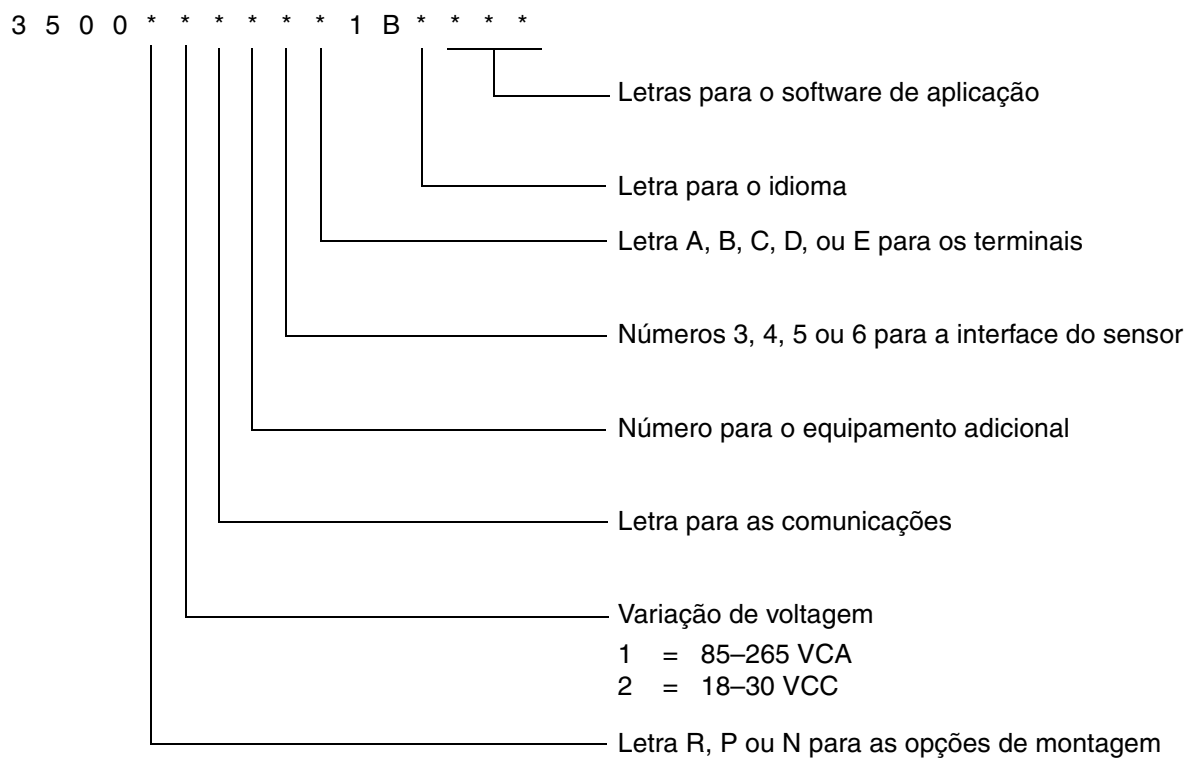 3 5 0 0 * * * * * * 1 B * * * *
Letras para o software de aplicação
Letra para o idioma
Letra A, B, C, D, ou E para os terminais
Números 3, 4, 5 ou 6 para a interface do sensor
Número para o equipamento adicional
Letra para as comunicações
Variação de voltagem
1 = 85–265 VCA
2 = 18–30 VCC
Letra R, P ou N para as opções de montagem